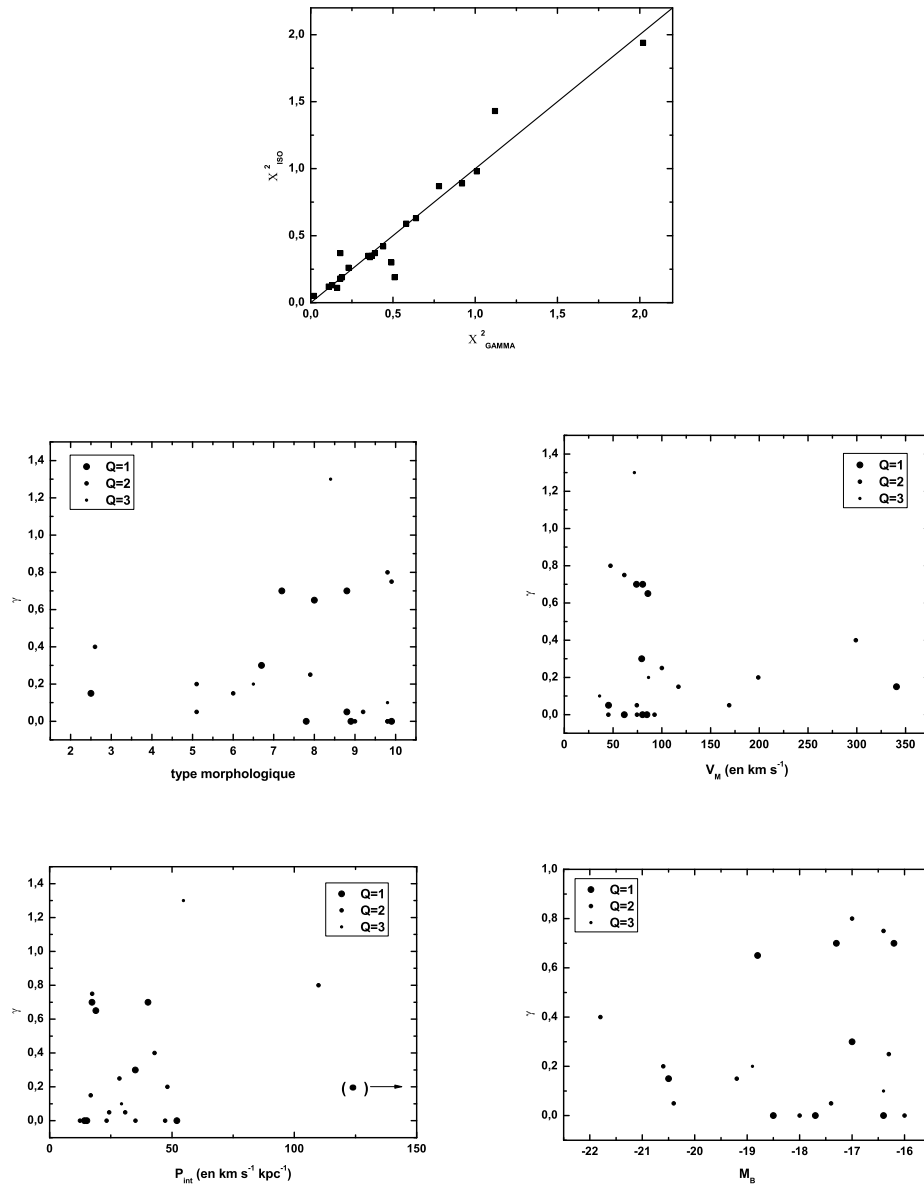 2,0
1,5
1,0
0,5
0,0
χ²ISO
0,0 0,5 1,0 1,5 2,0
χ²GAMMA
1,4
1,2
1,0
0,8
0,6
0,4
0,2
0,0
γ
Q=1
Q=2
Q=3
2 3 4 5 6 7 8 9 10
type morphologique
1,4
1,2
1,0
0,8
0,6
0,4
0,2
0,0
γ
Q=1
Q=2
Q=3
0 50 100 150 200 250 300 350
VM (en km s-1)
1,4
1,2
1,0
0,8
0,6
0,4
0,2
0,0
γ
Q=1
Q=2
Q=3
( )
0 50 100 150
Pint (en km s-1 kpc-1)
1,0
0,8
0,6
0,4
0,2
0,0
γ
Q=1
Q=2
Q=3
-22 -21 -20 -19 -18 -17 -16
MB